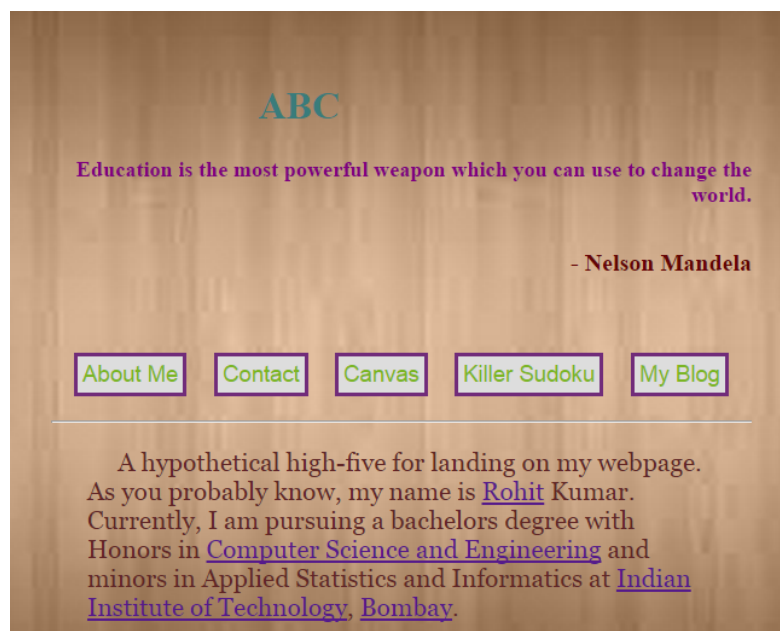 ABC
Education is the most powerful weapon which you can use to change the
world.
- Nelson Mandela
About Me Contact Canvas Killer Sudoku My Blog
A hypothetical high-five for landing on my webpage.
As you probably know, my name is Rohit Kumar.
Currently, I am pursuing a bachelors degree with
Honors in Computer Science and Engineering and
minors in Applied Statistics and Informatics at Indian
Institute of Technology, Bombay.